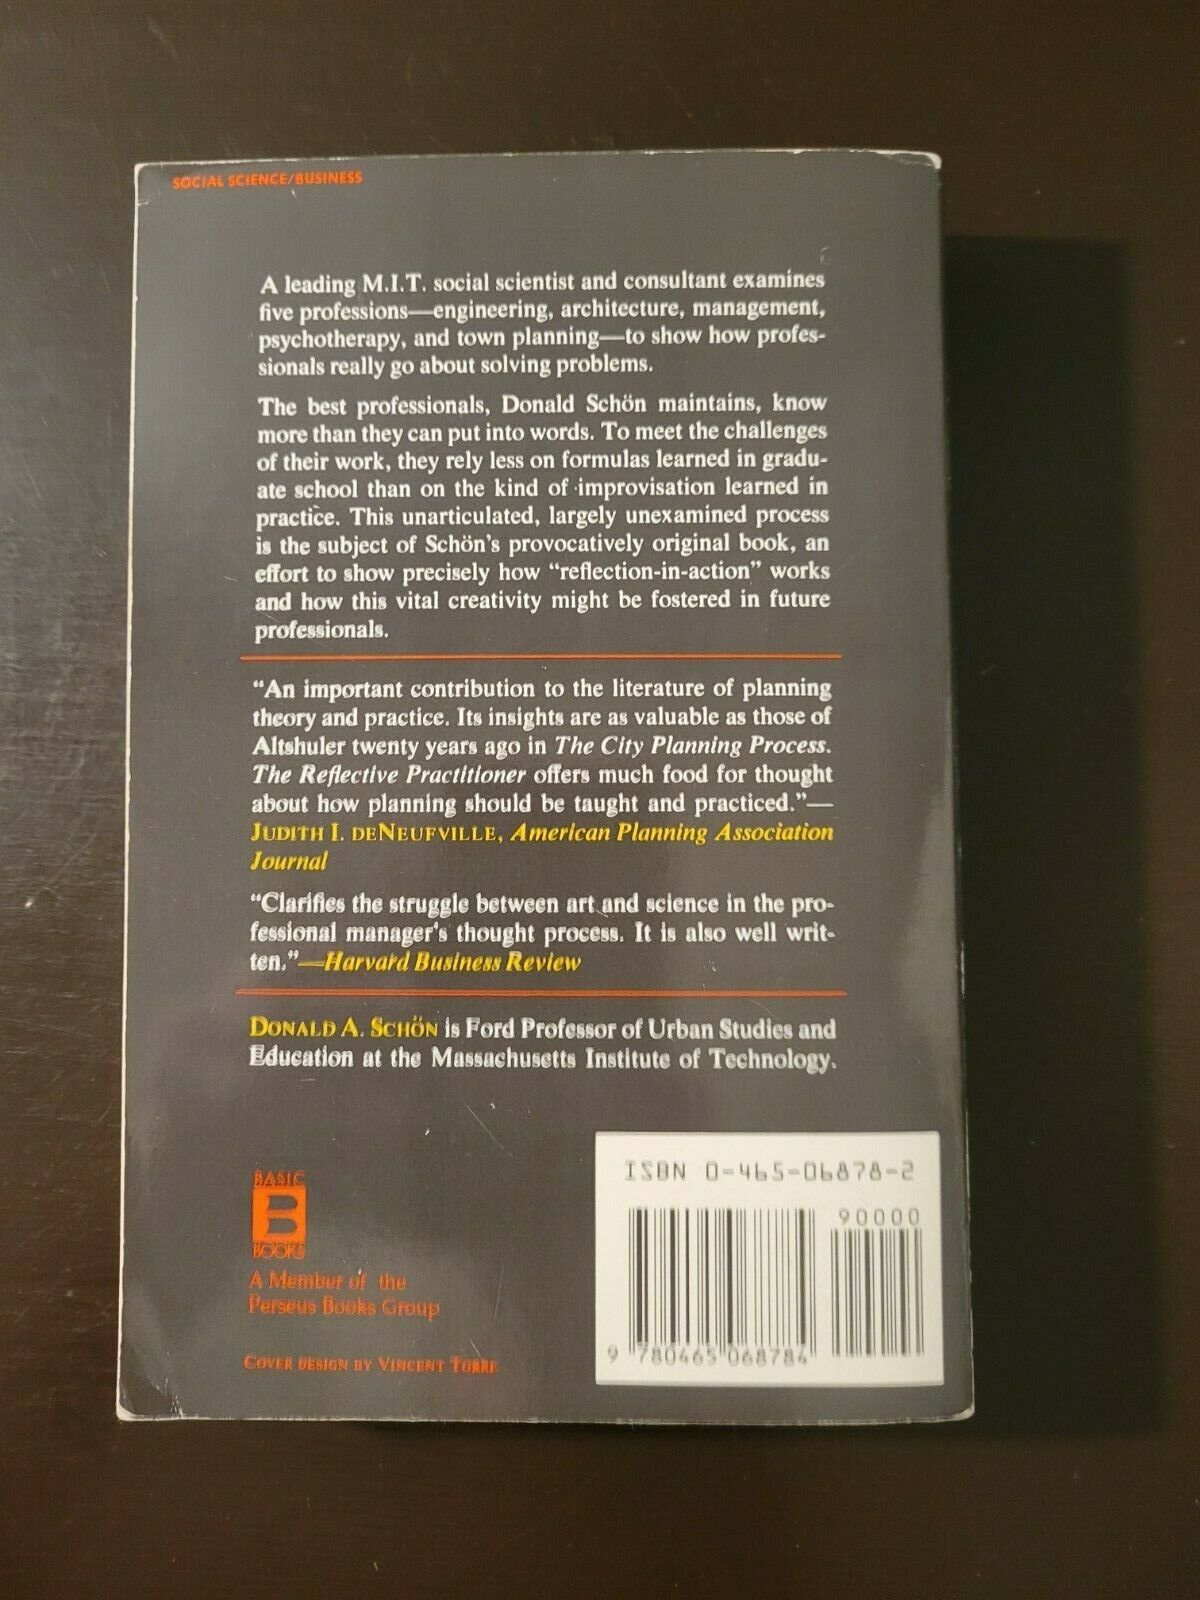 SOCIAL SCIENCE/BUSINESS
A leading M.I.T. social scientist and consultant examines
five professions—engineering, architecture, management,
psychotherapy, and town planning—to show how profes-
sionals really go about solving problems.
The best professionals, Donald Schön maintains, know
more than they can put into words. To meet the challenges
of their work, they rely less on formulas learned in gradu-
ate school than on the kind of improvisation learned in
practice. This unarticulated, largely unexamined process
is the subject of Schön's provocatively original book, an
effort to show precisely how “reflection-in-action” works
and how this vital creativity might be fostered in future
professionals.
“An important contribution to the literature of planning
theory and practice. Its insights are as valuable as those of
Altshuler twenty years ago in The City Planning Process.
The Reflective Practitioner offers much food for thought
about how planning should be taught and practiced.”—
JUDITH I. DENEUFVILLE, American Planning Association
Journal
“Clarifies the struggle between art and science in the pro-
fessional manager's thought process. It is also well writ-
ten.”—Harvard Business Review
DONALD A. SCHÖN is Ford Professor of Urban Studies and
Education at the Massachusetts Institute of Technology.
ISBN 0-465-06878-2
90000
9 780465 068784
BASIC
B
BOOKS
A Member of the
Perseus Books Group
COVER DESIGN BY VINCENT TORRE